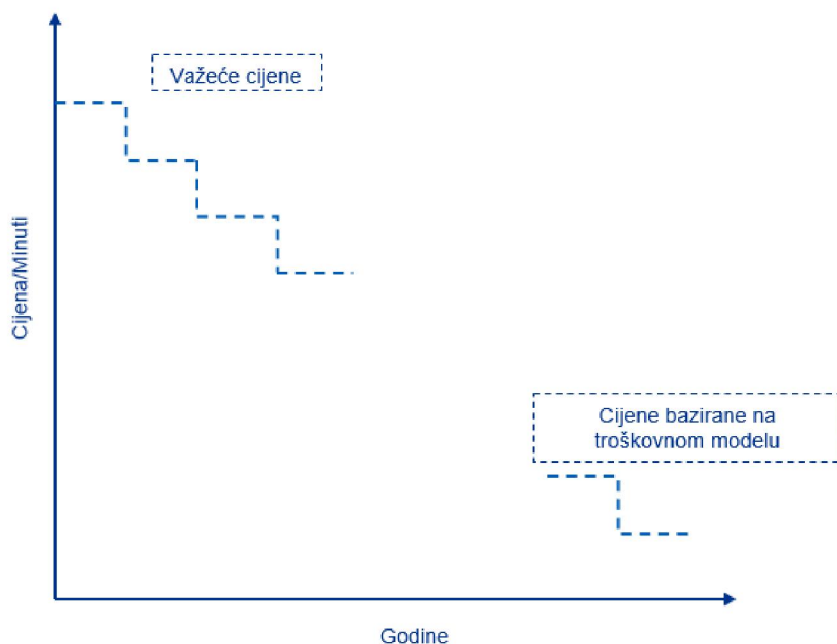 Važeće cijene
Cijena/Minuti
Cijene bazirane na
troškovnom modelu
Godine